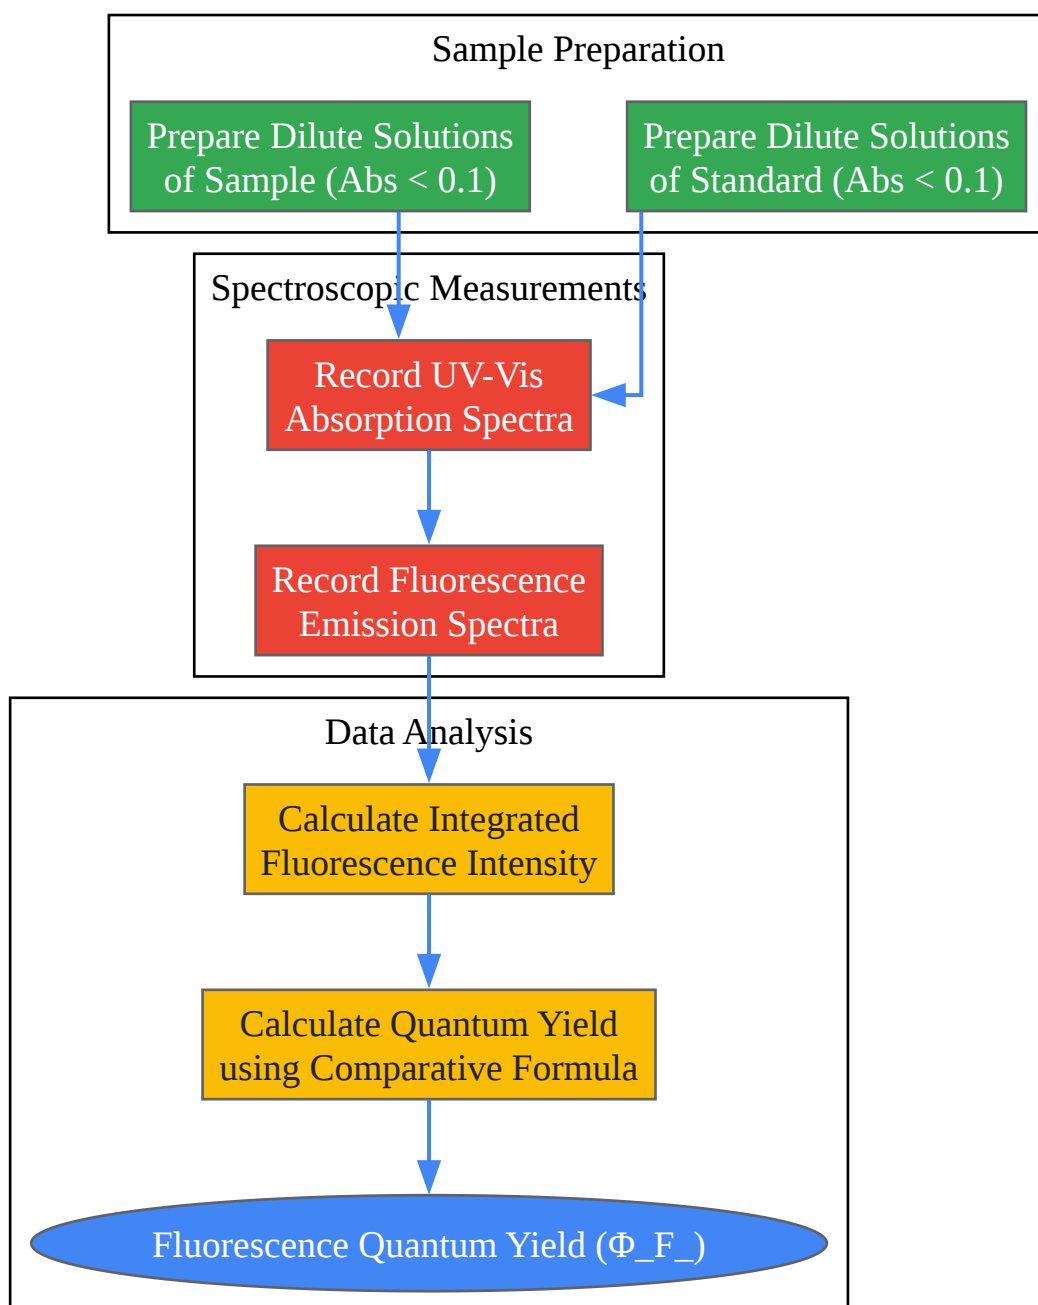 Sample Preparation
Prepare Dilute Solutions
of Sample (Abs < 0.1)
Prepare Dilute Solutions
of Standard (Abs < 0.1)
Spectroscopic Measurements
Record UV-Vis
Absorption Spectra
Record Fluorescence
Emission Spectra
Data Analysis
Calculate Integrated
Fluorescence Intensity
Calculate Quantum Yield
using Comparative Formula
Fluorescence Quantum Yield (Φ_F_)